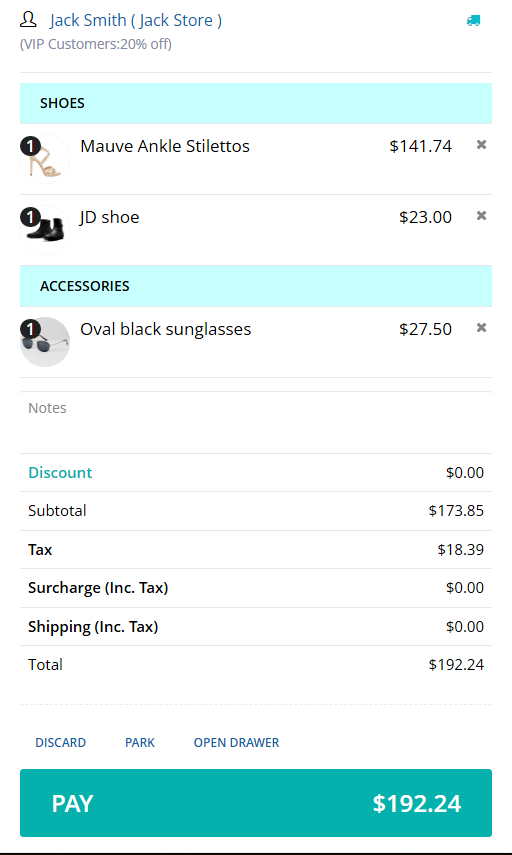 Jack Smith ( Jack Store )
(VIP Customers:20% off)
SHOES
1 Mauve Ankle Stilettos $141.74 ×
1 JD shoe $23.00 ×
ACCESSORIES
1 Oval black sunglasses $27.50 ×
Notes
Discount $0.00
Subtotal $173.85
Tax $18.39
Surcharge (Inc. Tax) $0.00
Shipping (Inc. Tax) $0.00
Total $192.24
DISCARD PARK OPEN DRAWER
PAY $192.24